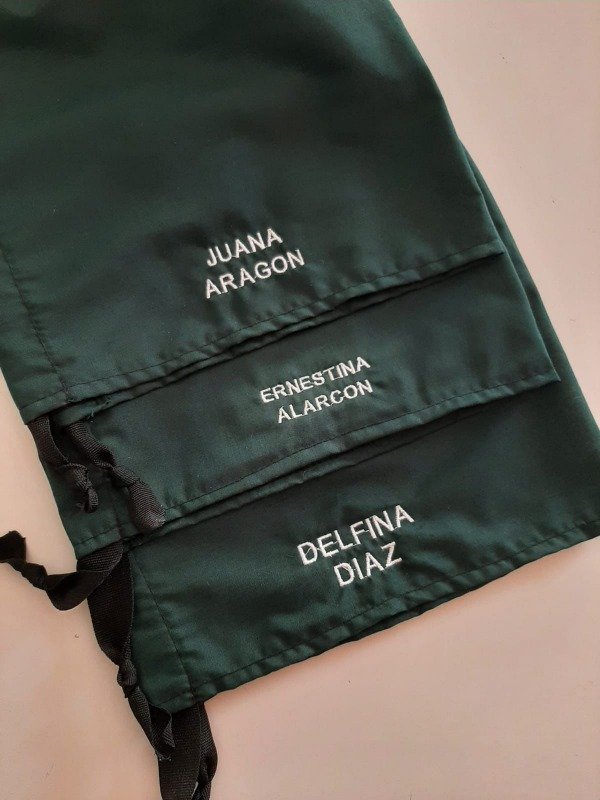 JUANA
ARAGON
ERNESTINA
ALARCON
DELFINA
DIAZ